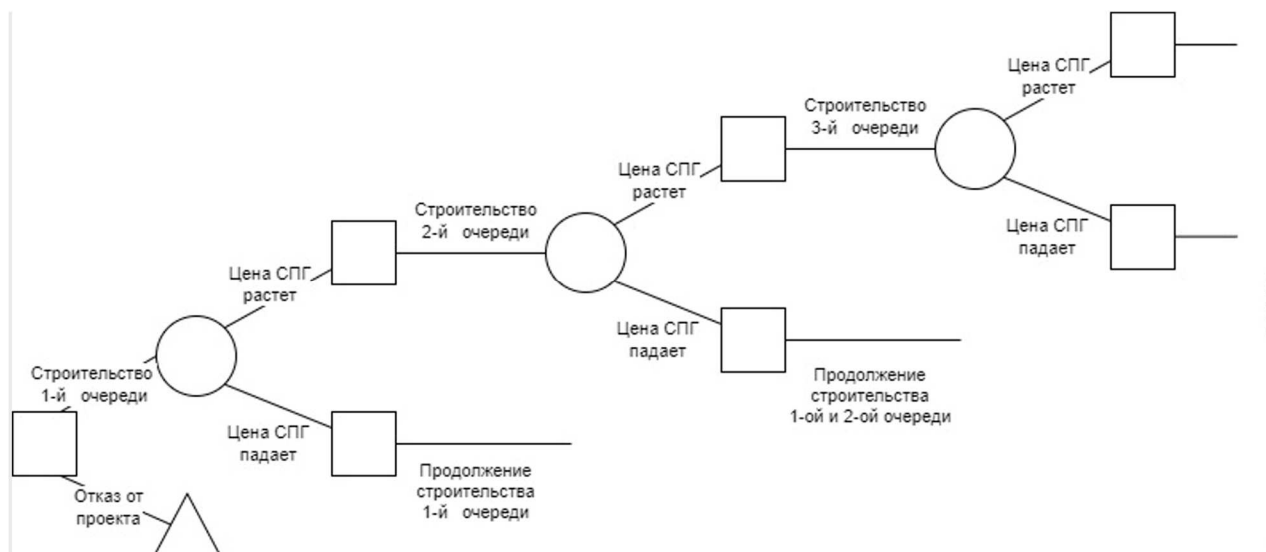 Цена СПГ
растет
Строительство
3-й очереди
Цена СПГ
растет
Цена СПГ
падает
Строительство
2-й очереди
Цена СПГ
растет
Цена СПГ
падает
Продолжение
строительства
1-ой и 2-ой очереди
Строительство
1-й очереди
Цена СПГ
падает
Продолжение
строительства
1-й очереди
Отказ от
проекта